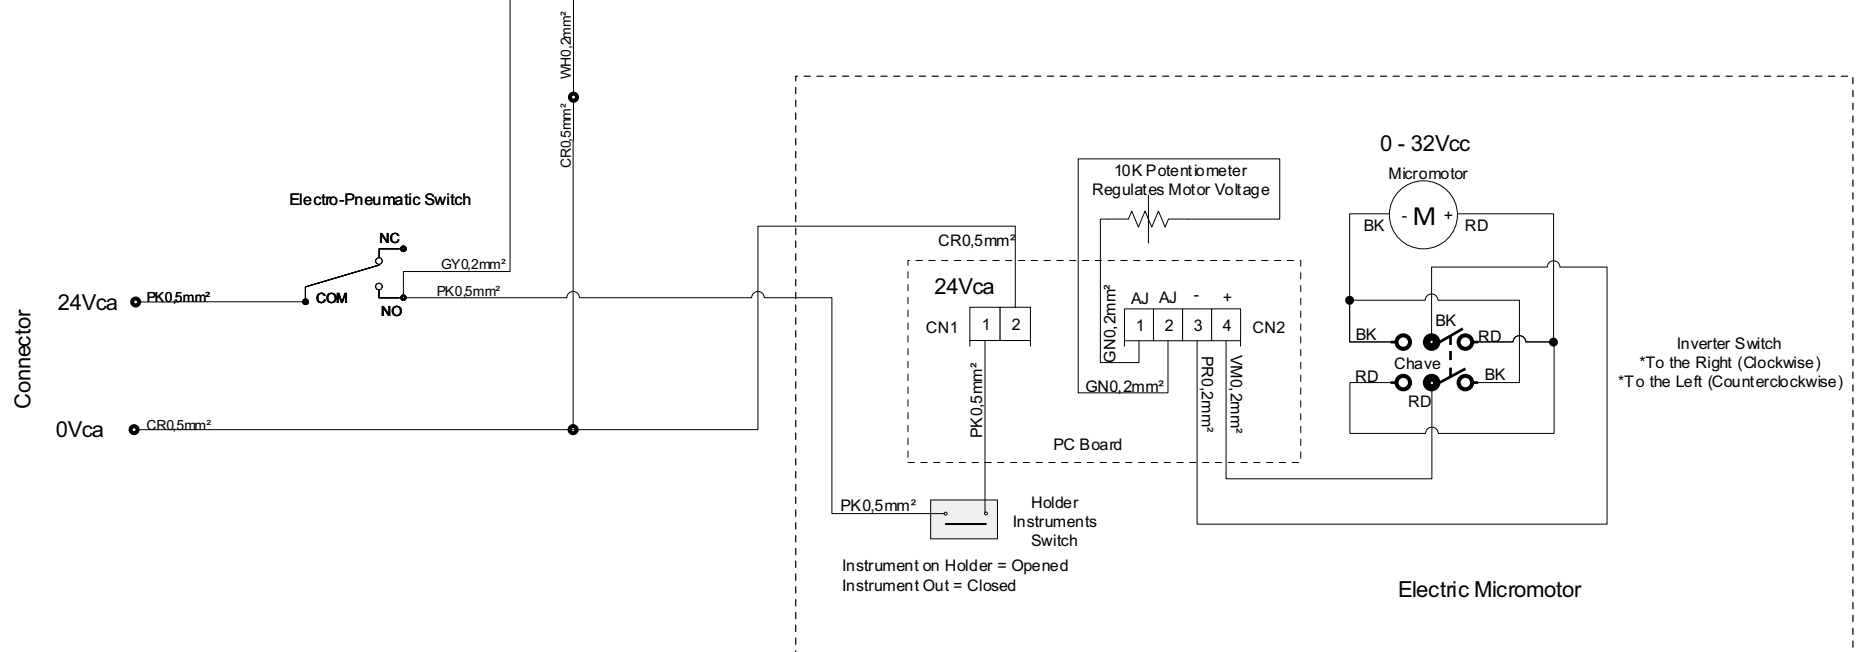 WH0,2mm²
CR0,5mm²
Electro-Pneumatic Switch
NC
GY0,2mm²
24Vca
PK0,5mm²
COM
PK0,5mm²
NO
Connector
0Vca
CR0,5mm²
10K Potentiometer
Regulates Motor Voltage
CR0,5mm²
24Vca
CN1
1
2
GN0,2mm²
AJ
AJ
-
+
1
2
3
4
CN2
GN0,2mm²
PK0,5mm²
PR0,2mm²
VM0,2mm²
PC Board
PK0,5mm²
Holder
Instruments
Switch
Instrument on Holder = Opened
Instrument Out = Closed
0 - 32Vcc
Micromotor
- M +
BK
RD
BK
BK
RD
Chave
RD
BK
RD
Inverter Switch
*To the Right (Clockwise)
*To the Left (Counterclockwise)
Electric Micromotor